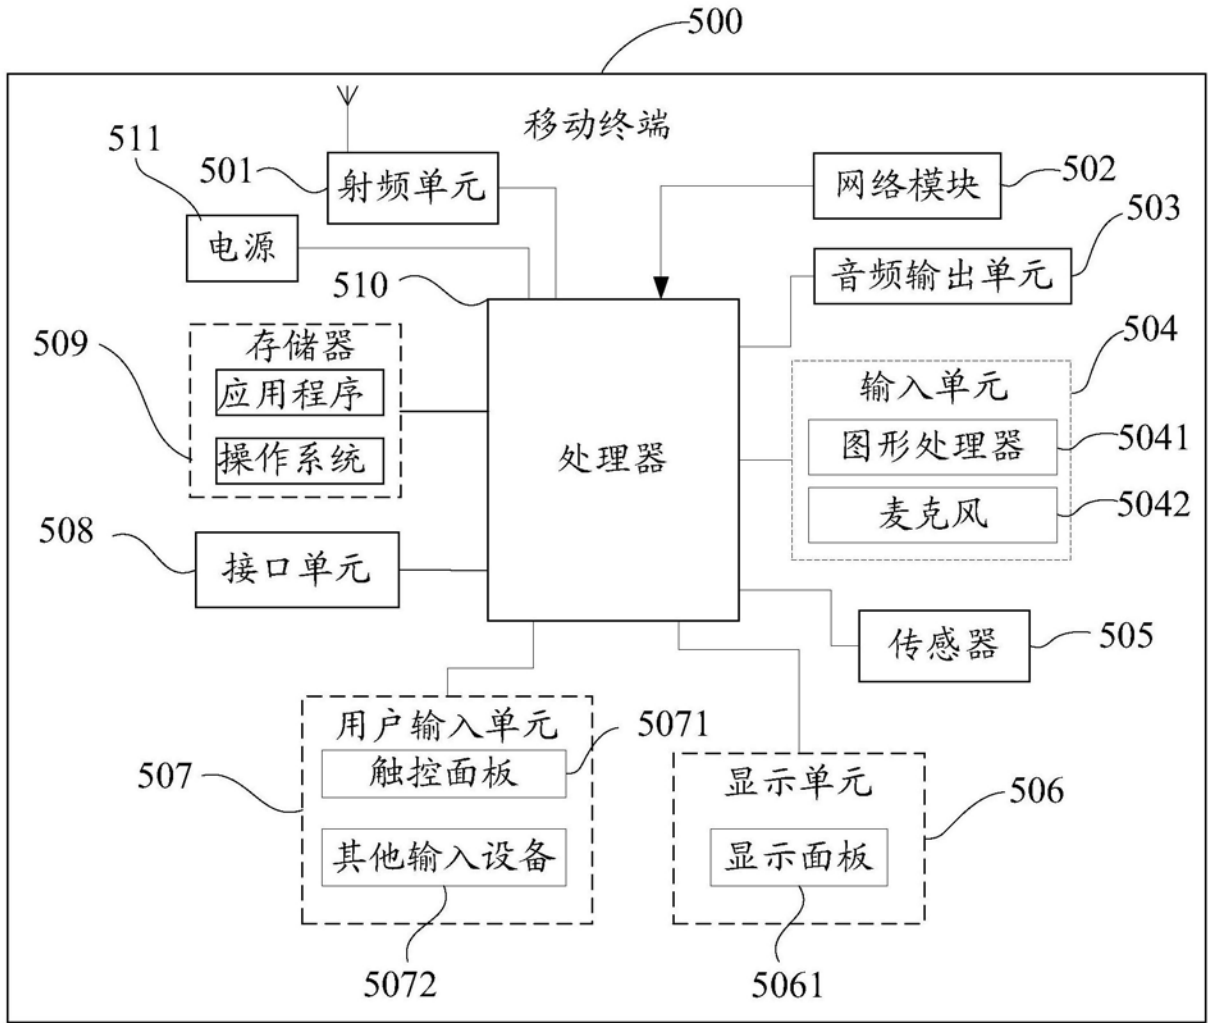 500
移动终端
511
501
射频单元
网络模块
502
电源
503
音频输出单元
510
509
存储器
应用程序
操作系统
504
输入单元
图形处理器
5041
麦克风
5042
处理器
508
接口单元
传感器
505
用户输入单元
5071
触控面板
507
其他输入设备
5072
显示单元
506
显示面板
5061